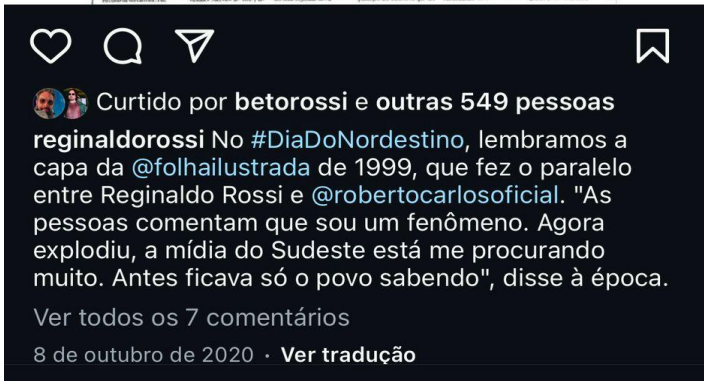 Curtido por betorossi e outras 549 pessoas
reginaldorossi No #DiaDoNordestino, lembramos a
capa da @folhailustrada de 1999, que fez o paralelo
entre Reginaldo Rossi e @robertocarlosoficial. "As
pessoas comentam que sou um fenômeno. Agora
explodiu, a mídia do Sudeste está me procurando
muito. Antes ficava só o povo sabendo", disse à época.
Ver todos os 7 comentários
8 de outubro de 2020 · Ver tradução